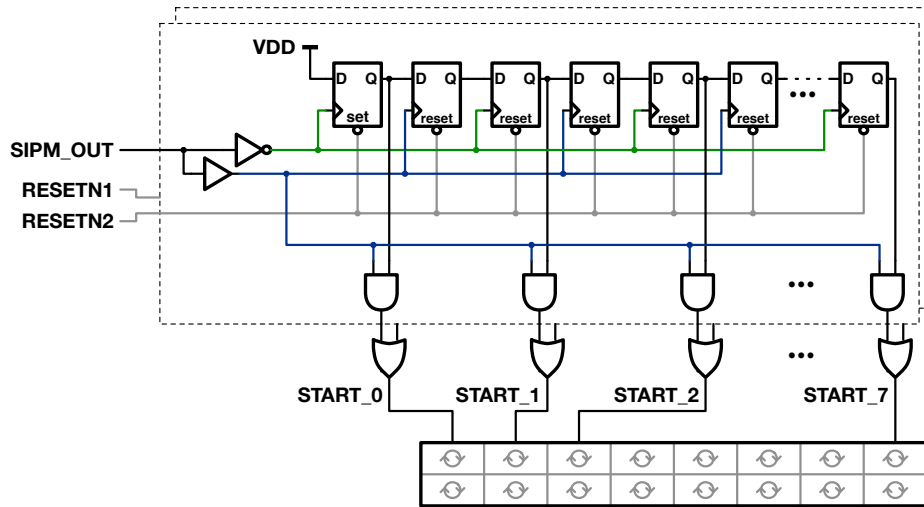 VDD
D Q D Q D Q D Q D Q D Q D Q
set reset reset reset reset reset reset
SIPM_OUT
RESETN1
RESETN2
START_0 START_1 START_2 START_7